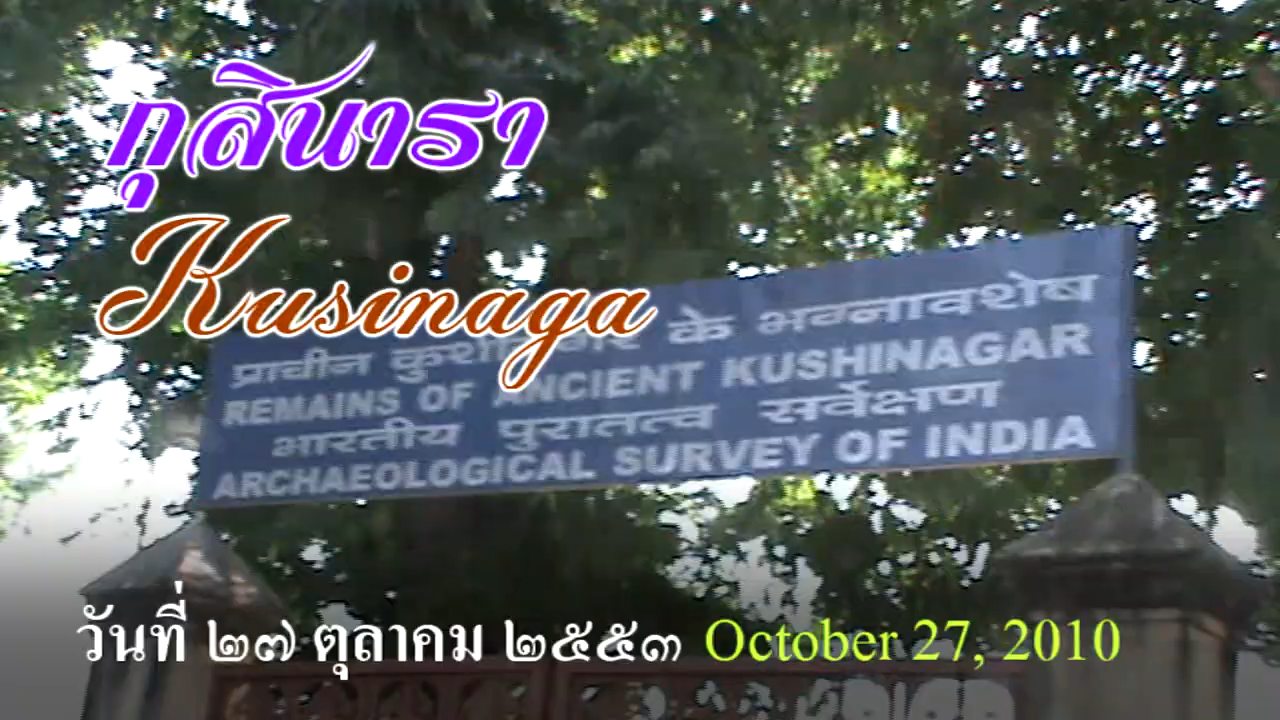 กุสินารา
Kusinaga
प्राचीन के भग्नावशेष
REMAINS OF ANCIENT KUSHINAGAR
भारतीय पुरातत्व सर्वेक्षण
ARCHAEOLOGICAL SURVEY OF INDIA
วันที่ ๒๗ ตุลาคม ๒๕๕๓ October 27, 2010